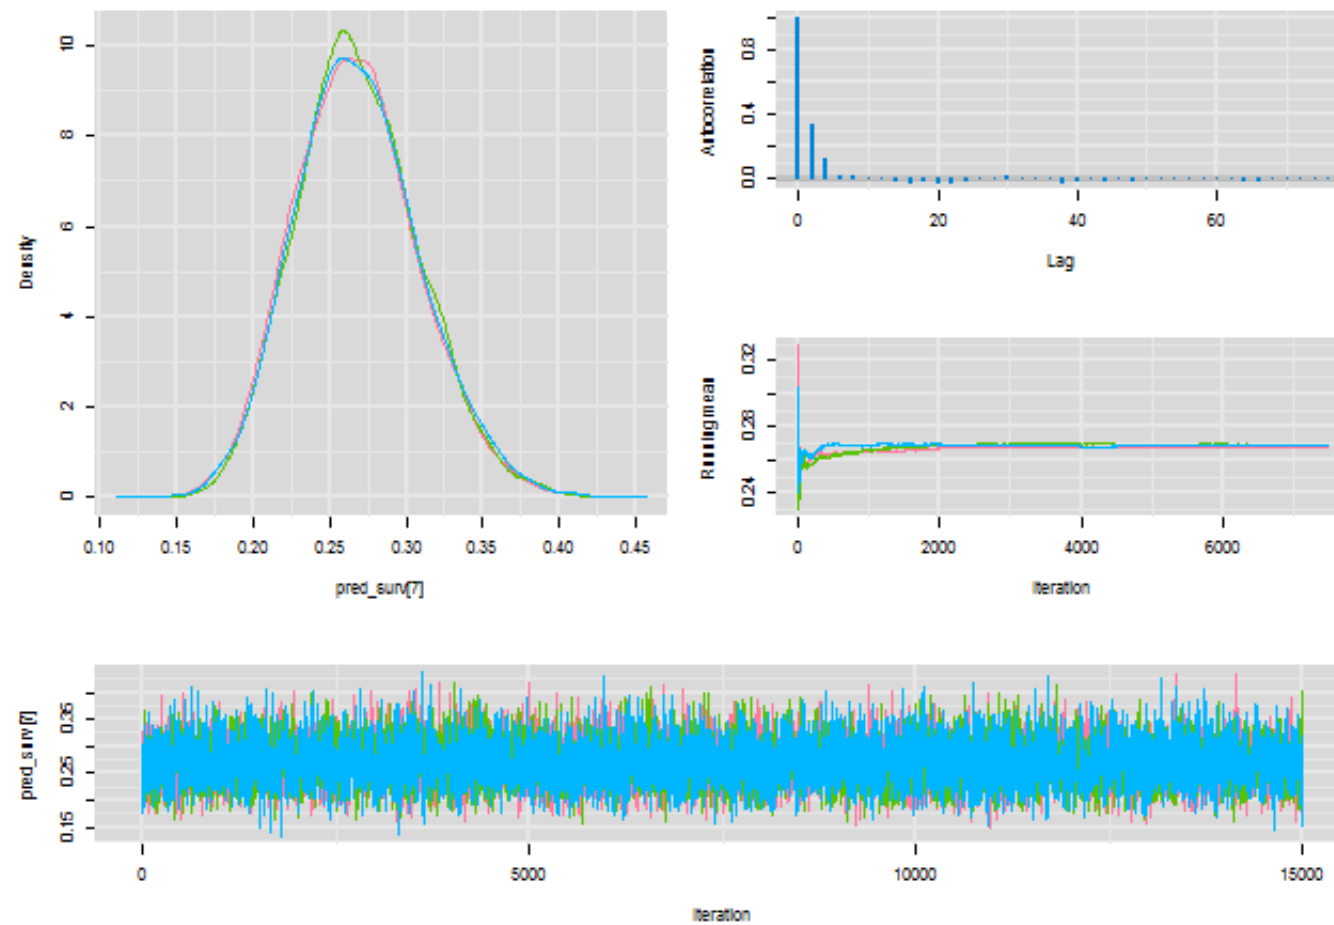 Density
10
8
6
4
2
0
0.10 0.15 0.20 0.25 0.30 0.35 0.40 0.45
pred_surv[7]
Autocorrelation
0.8
0.4
0.0
0 20 40 60
Lag
Running mean
0.32
0.28
0.24
0 2000 4000 6000
Iteration
pred_surv[7]
0.35
0.25
0.15
0 5000 10000 15000
Iteration